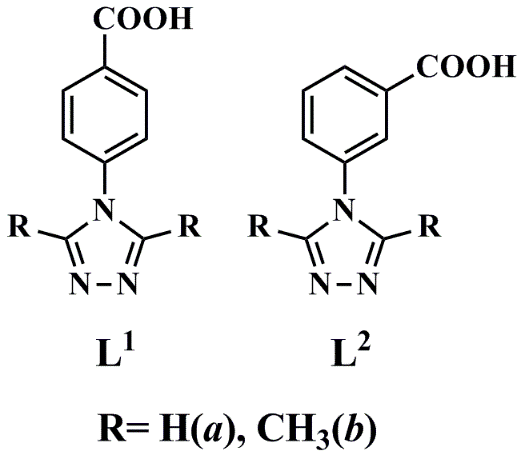 COOH
COOH
N
R R
N–N
N
R R
N–N
L¹ L²
R= H(a), CH₃(b)